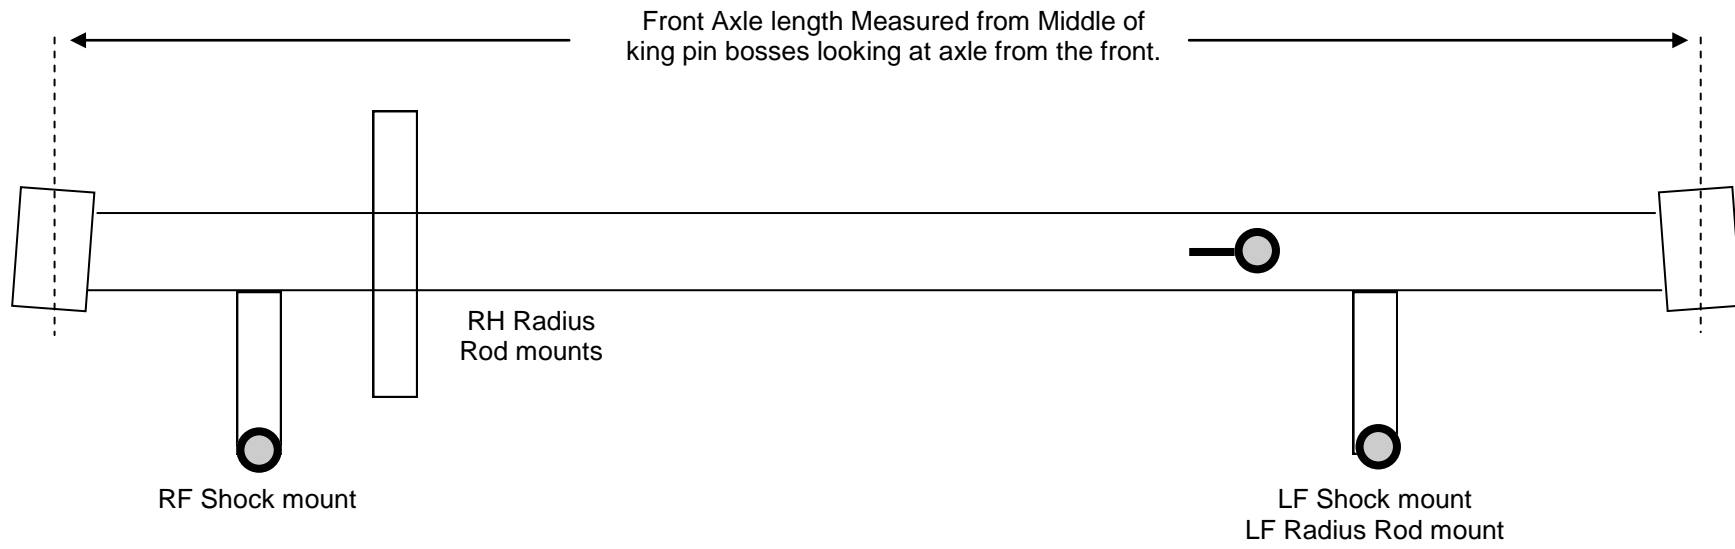 Front Axle length Measured from Middle of
king pin bosses looking at axle from the front.
RH Radius
Rod mounts
RF Shock mount
LF Shock mount
LF Radius Rod mount